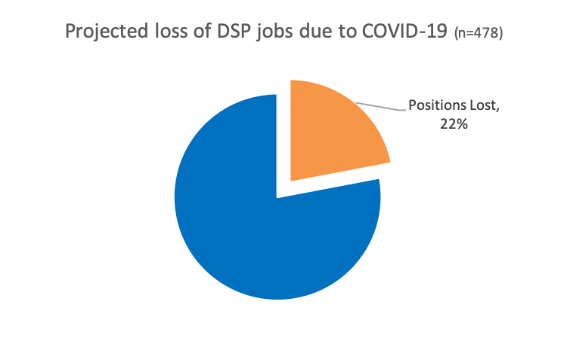 Projected loss of DSP jobs due to COVID-19 (n=478)
Positions Lost,
22%